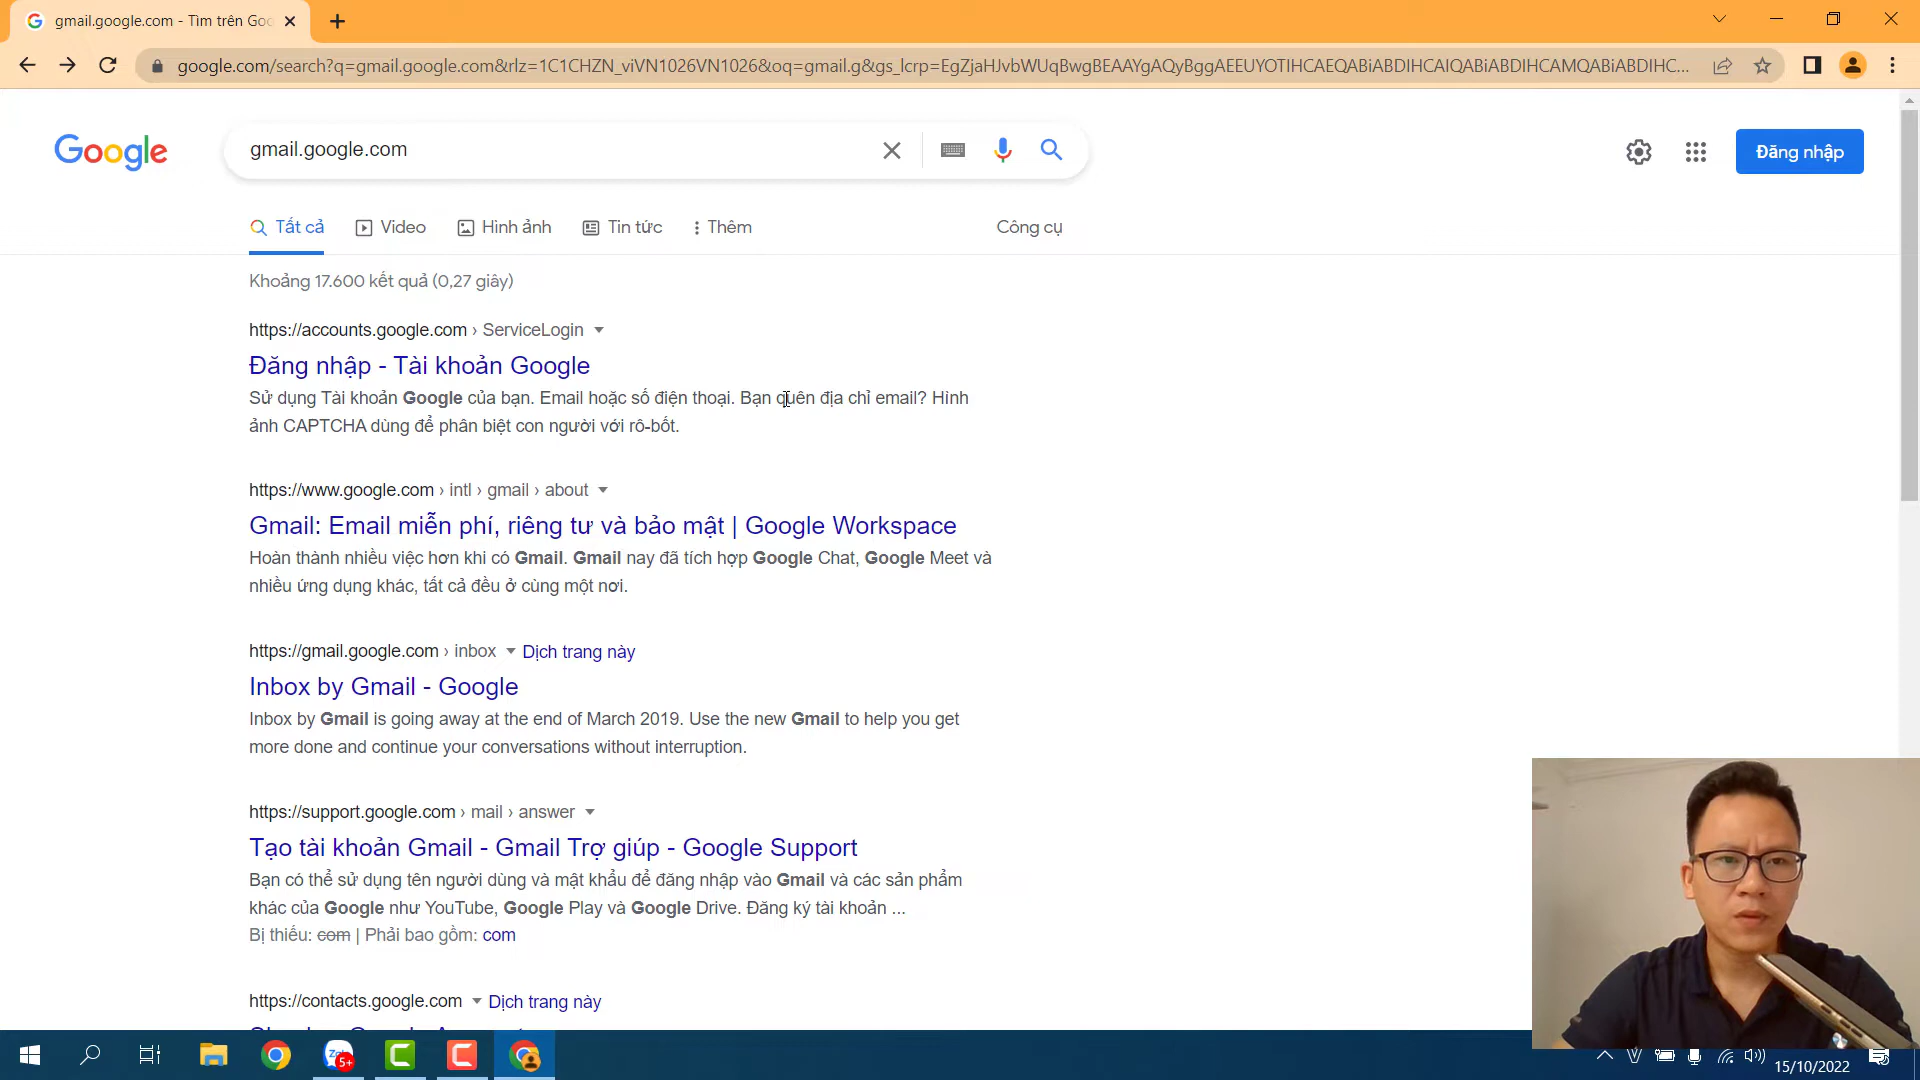 gmail.google.com - Tìm trên Goo
google.com/search?q=gmail.google.com&rlz=1C1CHZN_viVN1026VN1026&oq=gmail.g&gs_lcrp=EgZjaHJvbWUqBwgBEAAYgAQyBggAEEUYOTIHCAEQABiABDIHCAIQABiABDIHCAMQABiABDIHC...
Google
gmail.google.com
Đăng nhập
Tất cả
Video
Hình ảnh
Tin tức
Thêm
Công cụ
Khoảng 17.600 kết quả (0,27 giây)
https://accounts.google.com › ServiceLogin
Đăng nhập - Tài khoản Google
Sử dụng Tài khoản Google của bạn. Email hoặc số điện thoại. Bạn quên địa chỉ email? Hình
ảnh CAPTCHA dùng để phân biệt con người với rô-bốt.
https://www.google.com › intl › gmail › about
Gmail: Email miễn phí, riêng tư và bảo mật | Google Workspace
Hoàn thành nhiều việc hơn khi có Gmail. Gmail nay đã tích hợp Google Chat, Google Meet và
nhiều ứng dụng khác, tất cả đều ở cùng một nơi.
https://gmail.google.com › inbox Dịch trang này
Inbox by Gmail - Google
Inbox by Gmail is going away at the end of March 2019. Use the new Gmail to help you get
more done and continue your conversations without interruption.
https://support.google.com › mail › answer
Tạo tài khoản Gmail - Gmail Trợ giúp - Google Support
Bạn có thể sử dụng tên người dùng và mật khẩu để đăng nhập vào Gmail và các sản phẩm
khác của Google như YouTube, Google Play và Google Drive. Đăng ký tài khoản ...
Bị thiếu: com | Phải bao gồm: com
https://contacts.google.com Dịch trang này
5+
15/10/2022